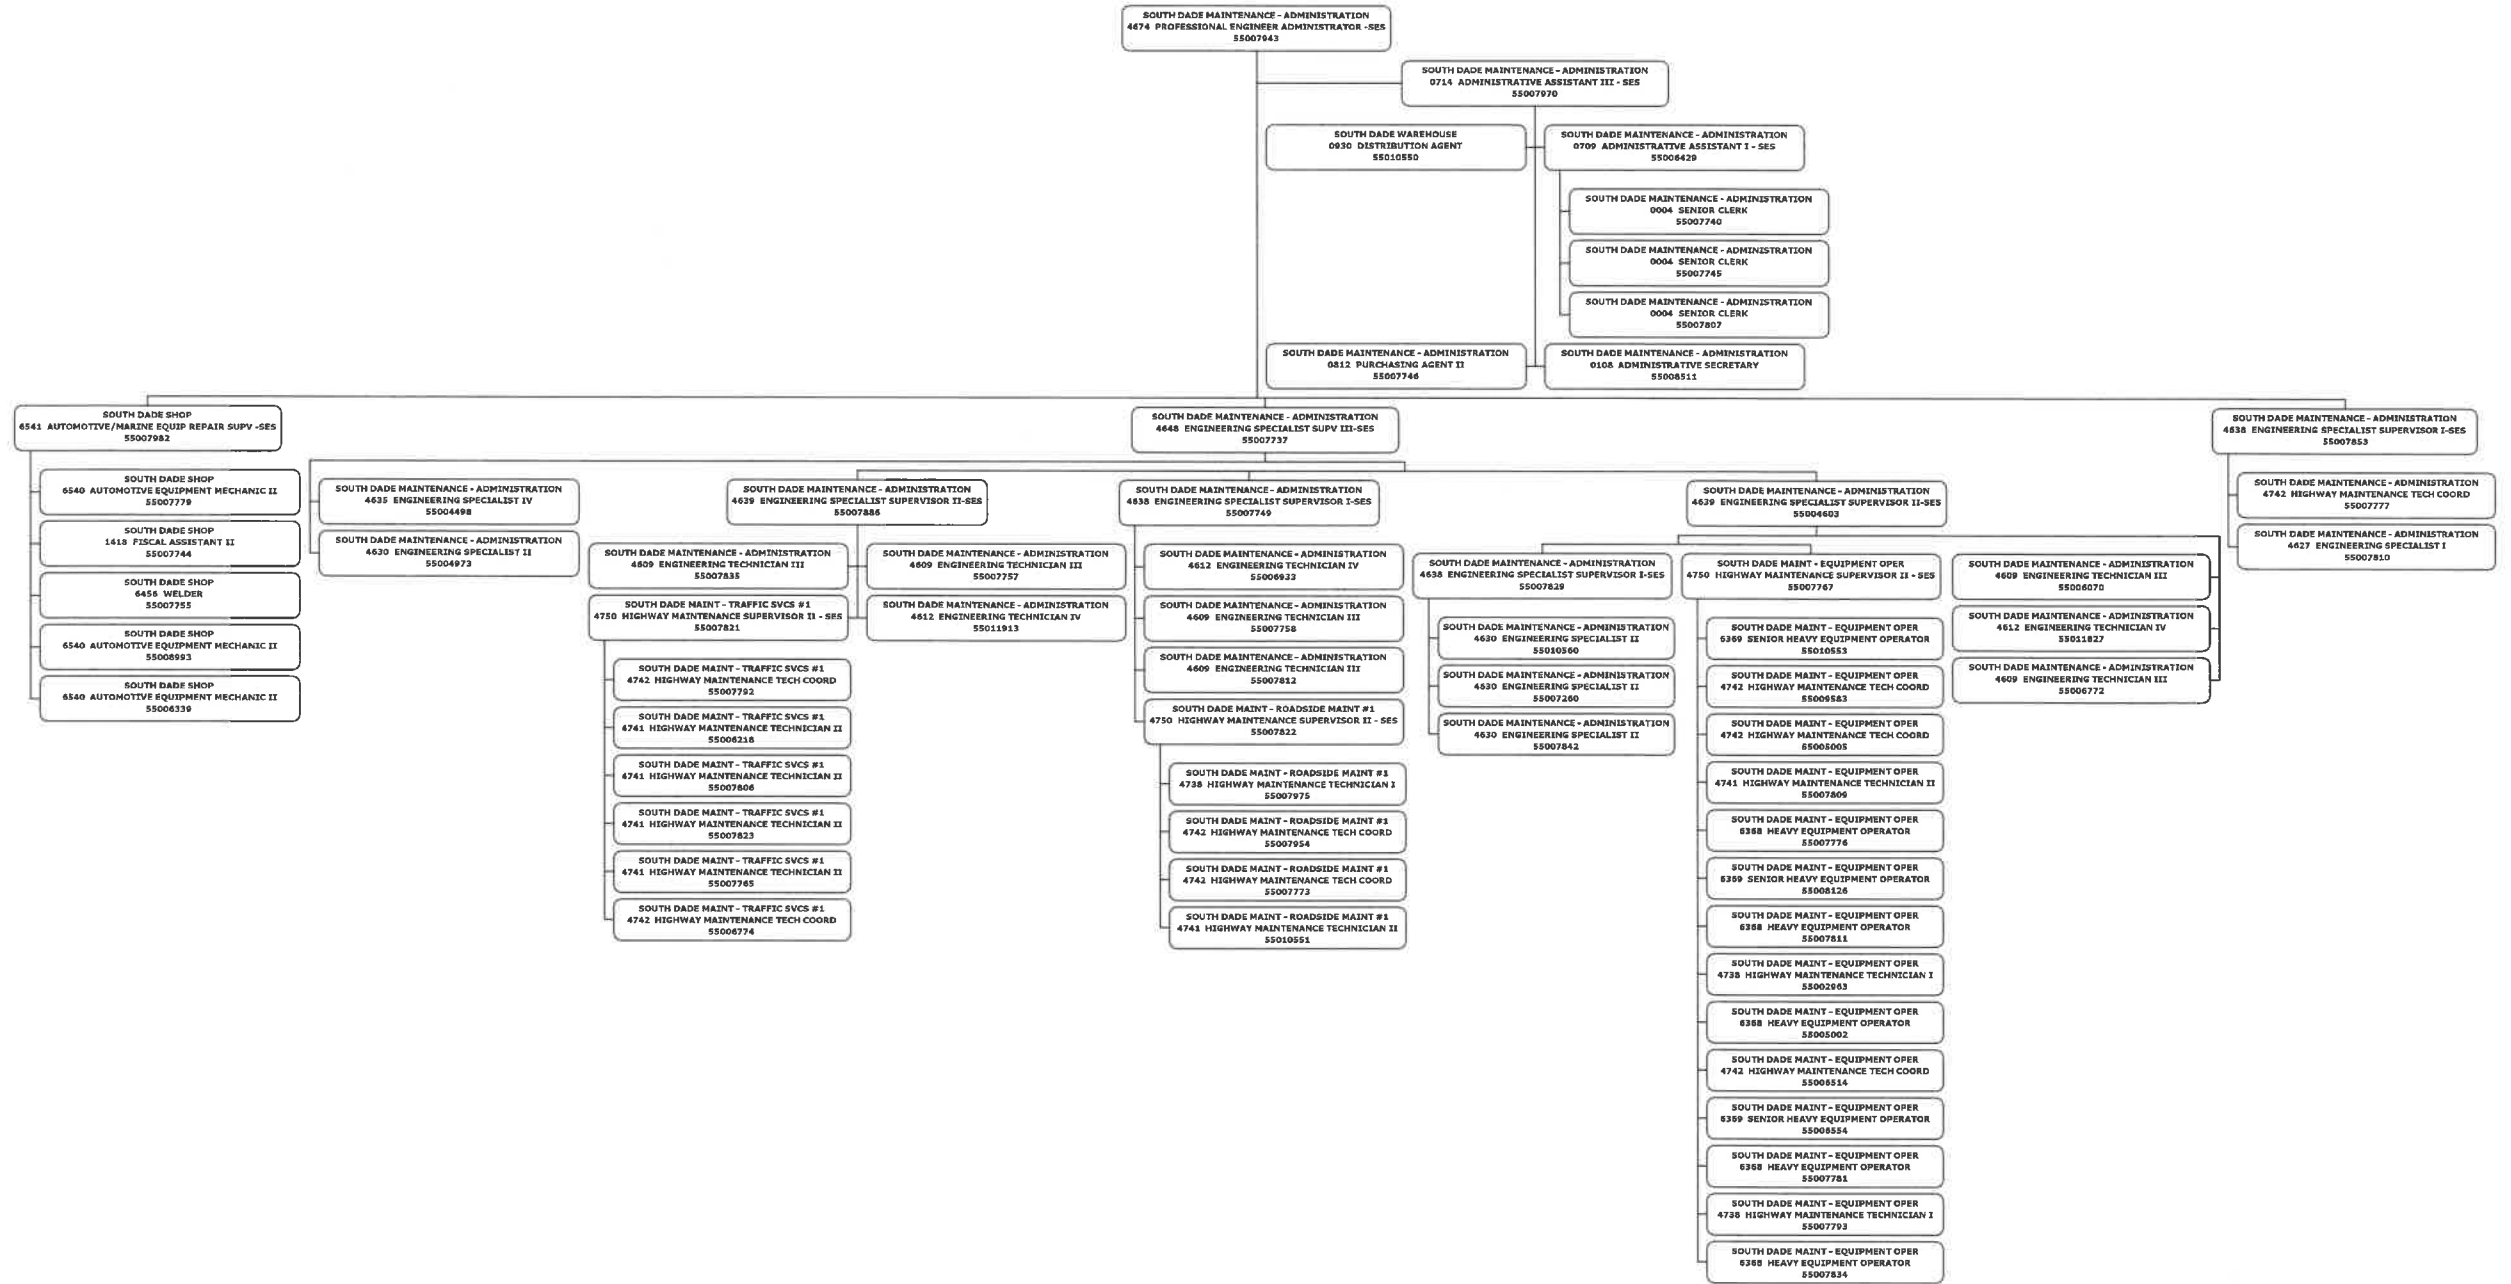 SOUTH DADE MAINTENANCE - ADMINISTRATION
4674 PROFESSIONAL ENGINEER ADMINISTRATOR -SES
55007943
SOUTH DADE MAINTENANCE - ADMINISTRATION
0714 ADMINISTRATIVE ASSISTANT III - SES
55007970
SOUTH DADE WAREHOUSE
0930 DISTRIBUTION AGENT
55010550
SOUTH DADE MAINTENANCE - ADMINISTRATION
0709 ADMINISTRATIVE ASSISTANT I - SES
55006429
SOUTH DADE MAINTENANCE - ADMINISTRATION
0004 SENIOR CLERK
55007740
SOUTH DADE MAINTENANCE - ADMINISTRATION
0004 SENIOR CLERK
55007745
SOUTH DADE MAINTENANCE - ADMINISTRATION
0004 SENIOR CLERK
55007807
SOUTH DADE MAINTENANCE - ADMINISTRATION
0812 PURCHASING AGENT II
55007746
SOUTH DADE MAINTENANCE - ADMINISTRATION
0108 ADMINISTRATIVE SECRETARY
55008511
SOUTH DADE SHOP
6541 AUTOMOTIVE/MARINE EQUIP REPAIR SUPV -SES
55007982
SOUTH DADE SHOP
6540 AUTOMOTIVE EQUIPMENT MECHANIC II
55007779
SOUTH DADE SHOP
1418 FISCAL ASSISTANT II
55007744
SOUTH DADE SHOP
6456 WELDER
55007755
SOUTH DADE SHOP
6540 AUTOMOTIVE EQUIPMENT MECHANIC II
55008993
SOUTH DADE SHOP
6540 AUTOMOTIVE EQUIPMENT MECHANIC II
55006339
SOUTH DADE MAINTENANCE - ADMINISTRATION
4648 ENGINEERING SPECIALIST SUPV III-SES
55007737
SOUTH DADE MAINTENANCE - ADMINISTRATION
4635 ENGINEERING SPECIALIST IV
55004498
SOUTH DADE MAINTENANCE - ADMINISTRATION
4630 ENGINEERING SPECIALIST II
55004973
SOUTH DADE MAINTENANCE - ADMINISTRATION
4639 ENGINEERING SPECIALIST SUPERVISOR II-SES
55007886
SOUTH DADE MAINTENANCE - ADMINISTRATION
4609 ENGINEERING TECHNICIAN III
55007835
SOUTH DADE MAINTENANCE - ADMINISTRATION
4609 ENGINEERING TECHNICIAN III
55007757
SOUTH DADE MAINT - TRAFFIC SVCS #1
4750 HIGHWAY MAINTENANCE SUPERVISOR II - SES
55007821
SOUTH DADE MAINTENANCE - ADMINISTRATION
4612 ENGINEERING TECHNICIAN IV
55011913
SOUTH DADE MAINT - TRAFFIC SVCS #1
4742 HIGHWAY MAINTENANCE TECH COORD
55007792
SOUTH DADE MAINT - TRAFFIC SVCS #1
4741 HIGHWAY MAINTENANCE TECHNICIAN II
55006218
SOUTH DADE MAINT - TRAFFIC SVCS #1
4741 HIGHWAY MAINTENANCE TECHNICIAN II
55007806
SOUTH DADE MAINT - TRAFFIC SVCS #1
4741 HIGHWAY MAINTENANCE TECHNICIAN II
55007823
SOUTH DADE MAINT - TRAFFIC SVCS #1
4741 HIGHWAY MAINTENANCE TECHNICIAN II
55007765
SOUTH DADE MAINT - TRAFFIC SVCS #1
4742 HIGHWAY MAINTENANCE TECH COORD
55006774
SOUTH DADE MAINTENANCE - ADMINISTRATION
4638 ENGINEERING SPECIALIST SUPERVISOR I-SES
55007749
SOUTH DADE MAINTENANCE - ADMINISTRATION
4612 ENGINEERING TECHNICIAN IV
55006933
SOUTH DADE MAINTENANCE - ADMINISTRATION
4609 ENGINEERING TECHNICIAN III
55007758
SOUTH DADE MAINTENANCE - ADMINISTRATION
4609 ENGINEERING TECHNICIAN III
55007812
SOUTH DADE MAINT - ROADSIDE MAINT #1
4750 HIGHWAY MAINTENANCE SUPERVISOR II - SES
55007822
SOUTH DADE MAINT - ROADSIDE MAINT #1
4738 HIGHWAY MAINTENANCE TECHNICIAN I
55007975
SOUTH DADE MAINT - ROADSIDE MAINT #1
4742 HIGHWAY MAINTENANCE TECH COORD
55007954
SOUTH DADE MAINT - ROADSIDE MAINT #1
4742 HIGHWAY MAINTENANCE TECH COORD
55007773
SOUTH DADE MAINT - ROADSIDE MAINT #1
4741 HIGHWAY MAINTENANCE TECHNICIAN II
55010551
SOUTH DADE MAINTENANCE - ADMINISTRATION
4639 ENGINEERING SPECIALIST SUPERVISOR II-SES
55004603
SOUTH DADE MAINTENANCE - ADMINISTRATION
4638 ENGINEERING SPECIALIST SUPERVISOR I-SES
55007829
SOUTH DADE MAINTENANCE - ADMINISTRATION
4630 ENGINEERING SPECIALIST II
55010560
SOUTH DADE MAINTENANCE - ADMINISTRATION
4630 ENGINEERING SPECIALIST II
55007260
SOUTH DADE MAINTENANCE - ADMINISTRATION
4630 ENGINEERING SPECIALIST II
55007842
SOUTH DADE MAINT - EQUIPMENT OPER
4750 HIGHWAY MAINTENANCE SUPERVISOR II - SES
55007767
SOUTH DADE MAINT - EQUIPMENT OPER
6369 SENIOR HEAVY EQUIPMENT OPERATOR
55010553
SOUTH DADE MAINT - EQUIPMENT OPER
4742 HIGHWAY MAINTENANCE TECH COORD
55009583
SOUTH DADE MAINT - EQUIPMENT OPER
4742 HIGHWAY MAINTENANCE TECH COORD
55005005
SOUTH DADE MAINT - EQUIPMENT OPER
4741 HIGHWAY MAINTENANCE TECHNICIAN II
55007809
SOUTH DADE MAINT - EQUIPMENT OPER
6368 HEAVY EQUIPMENT OPERATOR
55007776
SOUTH DADE MAINT - EQUIPMENT OPER
6369 SENIOR HEAVY EQUIPMENT OPERATOR
55008126
SOUTH DADE MAINT - EQUIPMENT OPER
6368 HEAVY EQUIPMENT OPERATOR
55007811
SOUTH DADE MAINT - EQUIPMENT OPER
4738 HIGHWAY MAINTENANCE TECHNICIAN I
55002963
SOUTH DADE MAINT - EQUIPMENT OPER
6368 HEAVY EQUIPMENT OPERATOR
55005002
SOUTH DADE MAINT - EQUIPMENT OPER
4742 HIGHWAY MAINTENANCE TECH COORD
55006514
SOUTH DADE MAINT - EQUIPMENT OPER
6369 SENIOR HEAVY EQUIPMENT OPERATOR
55006554
SOUTH DADE MAINT - EQUIPMENT OPER
6368 HEAVY EQUIPMENT OPERATOR
55007781
SOUTH DADE MAINT - EQUIPMENT OPER
4738 HIGHWAY MAINTENANCE TECHNICIAN I
55007793
SOUTH DADE MAINT - EQUIPMENT OPER
6368 HEAVY EQUIPMENT OPERATOR
55007834
SOUTH DADE MAINTENANCE - ADMINISTRATION
4609 ENGINEERING TECHNICIAN III
55006070
SOUTH DADE MAINTENANCE - ADMINISTRATION
4612 ENGINEERING TECHNICIAN IV
55011827
SOUTH DADE MAINTENANCE - ADMINISTRATION
4609 ENGINEERING TECHNICIAN III
55006772
SOUTH DADE MAINTENANCE - ADMINISTRATION
4638 ENGINEERING SPECIALIST SUPERVISOR I-SES
55007853
SOUTH DADE MAINTENANCE - ADMINISTRATION
4742 HIGHWAY MAINTENANCE TECH COORD
55007777
SOUTH DADE MAINTENANCE - ADMINISTRATION
4627 ENGINEERING SPECIALIST I
55007810